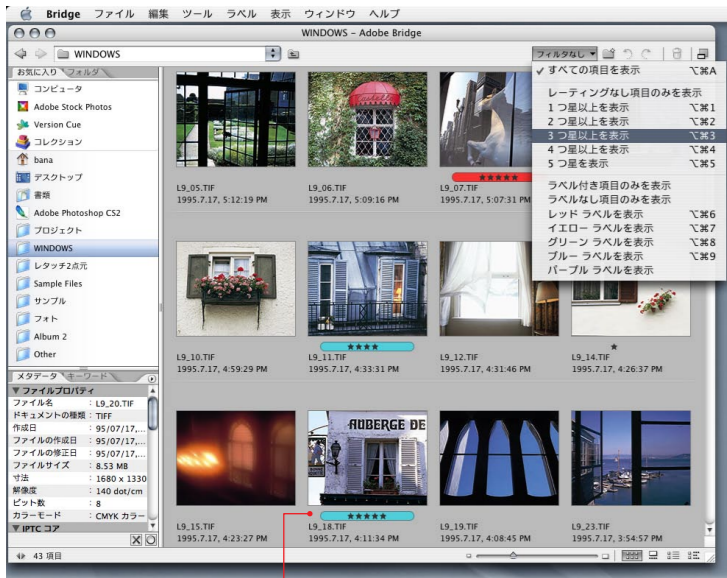 Bridge ファイル 編集 ツール ラベル 表示 ウィンドウ ヘルプ
WINDOWS – Adobe Bridge
WINDOWS
フィルタなし
お気に入り フォルダ
コンピュータ
Adobe Stock Photos
Version Cue
コレクション
bana
デスクトップ
書類
Adobe Photoshop CS2
プロジェクト
WINDOWS
レタッチ2点元
Sample Files
サンプル
フォト
Album 2
Other
メタデータ キーワード
▼ファイルプロパティ
ファイル名 : L9_20.TIF
ドキュメントの種類 : TIFF
作成日 : 95/07/17,...
ファイルの作成日 : 95/07/17,...
ファイルの修正日 : 95/07/17,...
ファイルサイズ : 8.53 MB
寸法 : 1680 x 1330
解像度 : 140 dot/cm
ビット数 : 8
カラーモード : CMYK カラー
▼IPTC コア
43 項目
✓ すべての項目を表示 ⌥⌘A
レーティングなし項目のみを表示
1 つ星以上を表示 ⌥⌘1
2 つ星以上を表示 ⌥⌘2
3 つ星以上を表示 ⌥⌘3
4 つ星以上を表示 ⌥⌘4
5 つ星を表示 ⌥⌘5
ラベル付き項目のみを表示
ラベルなし項目のみを表示
レッド ラベルを表示 ⌥⌘6
イエロー ラベルを表示 ⌥⌘7
グリーン ラベルを表示 ⌥⌘8
ブルー ラベルを表示 ⌥⌘9
パープル ラベルを表示
L9_05.TIF
1995.7.17, 5:12:19 PM
L9_06.TIF
1995.7.17, 5:09:16 PM
★★★★★
L9_07.TIF
1995.7.17, 5:07:31 PM
L9_10.TIF
1995.7.17, 4:59:29 PM
★★★★
L9_11.TIF
1995.7.17, 4:33:31 PM
L9_12.TIF
1995.7.17, 4:31:46 PM
★
L9_14.TIF
1995.7.17, 4:26:37 PM
L9_15.TIF
1995.7.17, 4:23:27 PM
AUBERGE DE
★★★★★
L9_18.TIF
1995.7.17, 4:11:34 PM
L9_19.TIF
1995.7.17, 4:08:45 PM
L9_23.TIF
1995.7.17, 3:54:57 PM